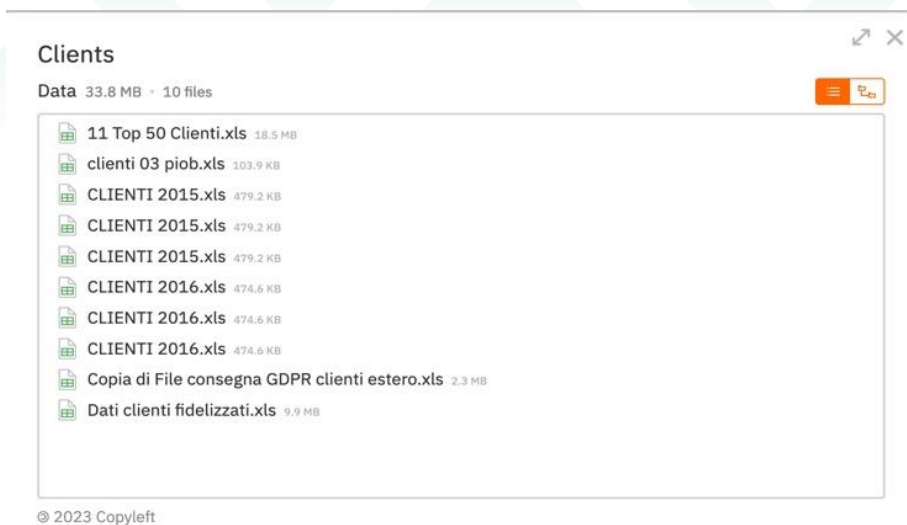 Clients
Data 33.8 MB • 10 files
11 Top 50 Clienti.xls 18.5 MB
clienti 03 piob.xls 103.9 KB
CLIENTI 2015.xls 479.2 KB
CLIENTI 2015.xls 479.2 KB
CLIENTI 2015.xls 479.2 KB
CLIENTI 2016.xls 474.6 KB
CLIENTI 2016.xls 474.6 KB
CLIENTI 2016.xls 474.6 KB
Copia di File consegna GDPR clienti estero.xls 2.3 MB
Dati clienti fidelizzati.xls 9.9 MB
🄯 2023 Copyleft